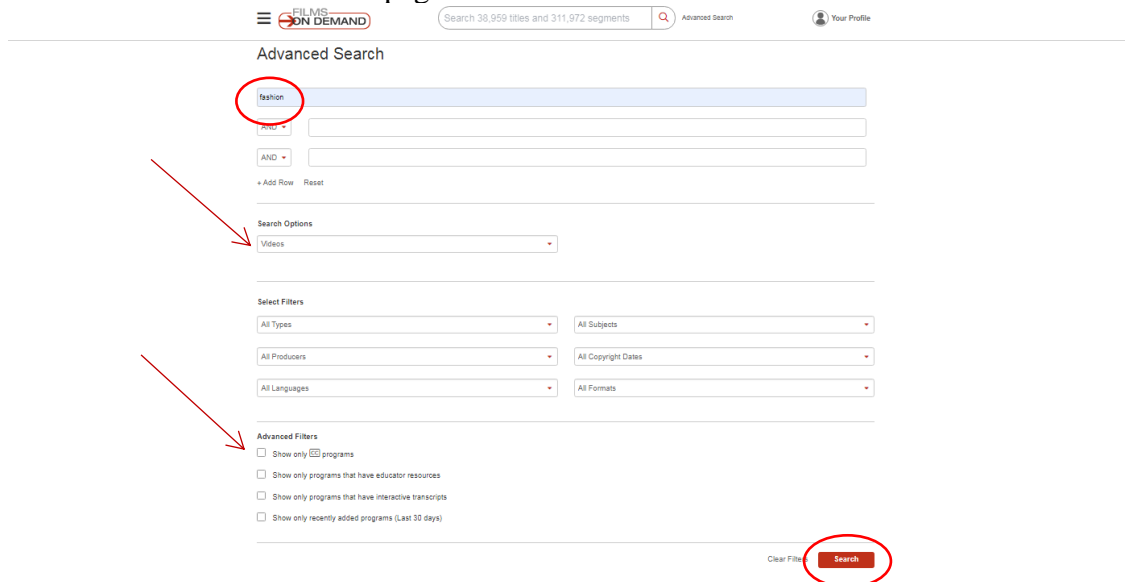 FILMS
ON DEMAND
Search 38,959 titles and 311,972 segments
Advanced Search
Your Profile
Advanced Search
fashion
AND
AND
+ Add Row Reset
Search Options
Videos
Select Filters
All Types All Subjects
All Producers All Copyright Dates
All Languages All Formats
Advanced Filters
Show only CC programs
Show only programs that have educator resources
Show only programs that have interactive transcripts
Show only recently added programs (Last 30 days)
Clear Filters Search